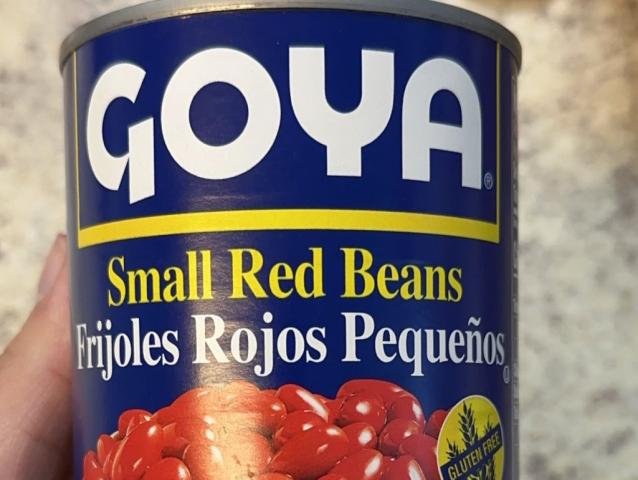 GOYA®
Small Red Beans
Frijoles Rojos Pequeños
GLUTEN FREE